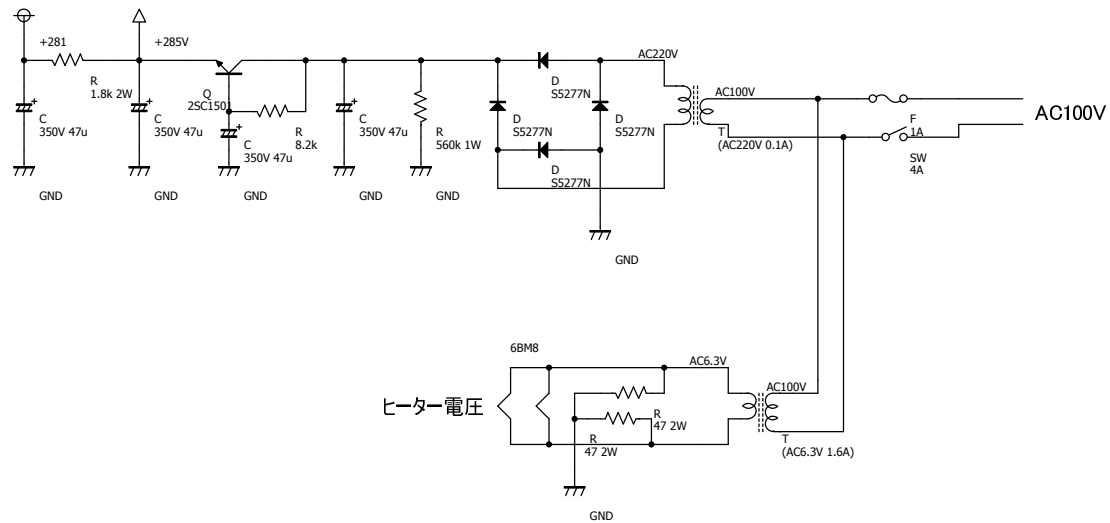 +281
+285V
R
1.8k 2W
C
350V 47u
GND
C
350V 47u
GND
Q
2SC1501
C
350V 47u
GND
R
8.2k
C
350V 47u
GND
R
560k 1W
GND
D
S5277N
D
S5277N
D
S5277N
D
S5277N
GND
AC220V
AC100V
T
(AC220V 0.1A)
F
1A
SW
4A
AC100V
6BM8
ヒーター電圧
AC6.3V
R
47 2W
R
47 2W
GND
AC100V
T
(AC6.3V 1.6A)